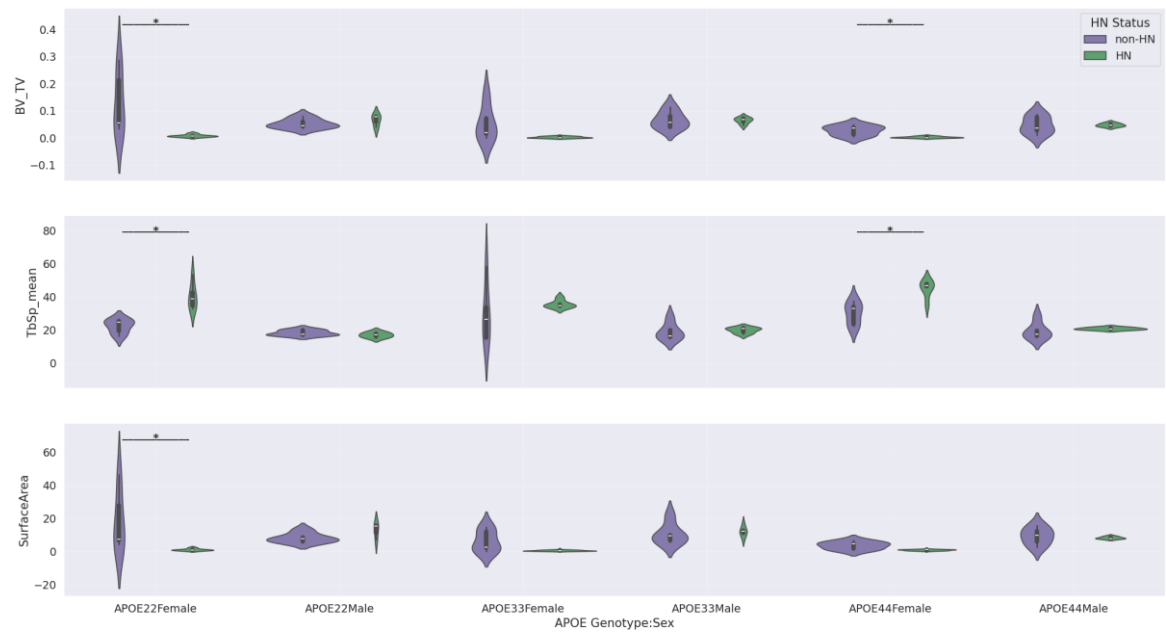 *
*
HN Status
non-HN
HN
BV_TV
0.4
0.3
0.2
0.1
0.0
−0.1
*
*
TbSp_mean
80
60
40
20
0
*
SurfaceArea
60
40
20
0
−20
APOE22Female
APOE22Male
APOE33Female
APOE33Male
APOE44Female
APOE44Male
APOE Genotype:Sex